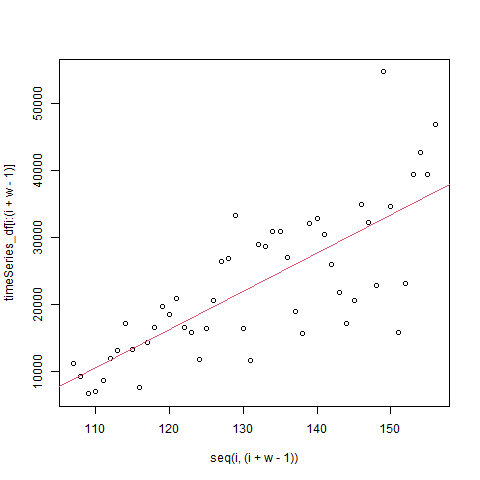 50000
40000
30000
20000
10000
timeSeries_df[i:(i + w - 1)]
110 120 130 140 150
seq(i, (i + w - 1))